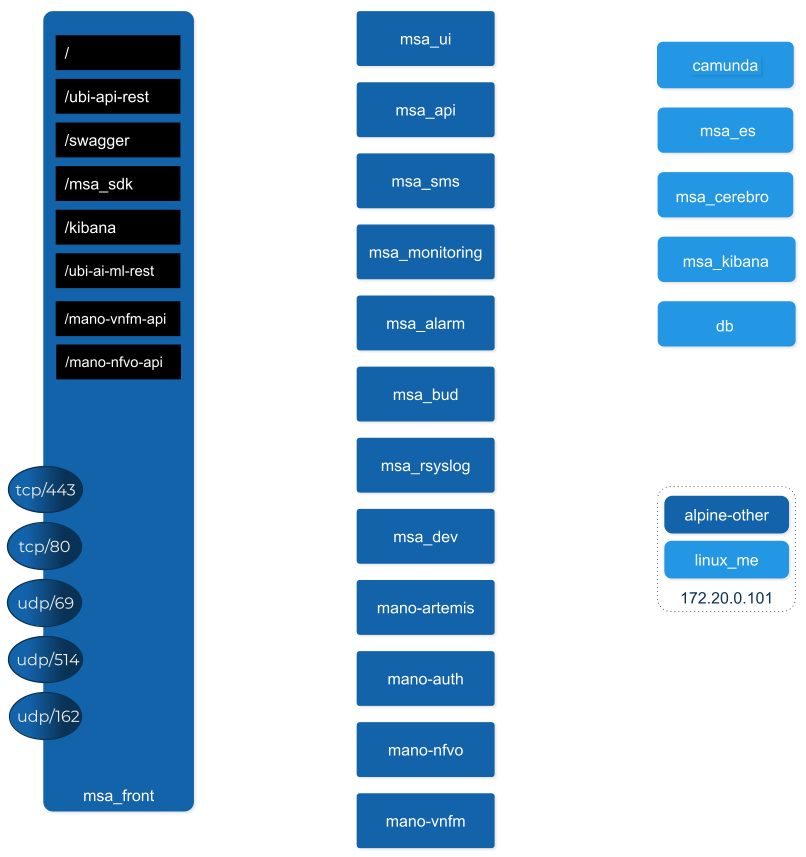 /
/ubi-api-rest
/swagger
/msa_sdk
/kibana
/ubi-ai-ml-rest
/mano-vnfm-api
/mano-nfvo-api
tcp/443
tcp/80
udp/69
udp/514
udp/162
msa_front
msa_ui
msa_api
msa_sms
msa_monitoring
msa_alarm
msa_bud
msa_rsyslog
msa_dev
mano-artemis
mano-auth
mano-nfvo
mano-vnfm
camunda
msa_es
msa_cerebro
msa_kibana
db
alpine-other
linux_me
172.20.0.101